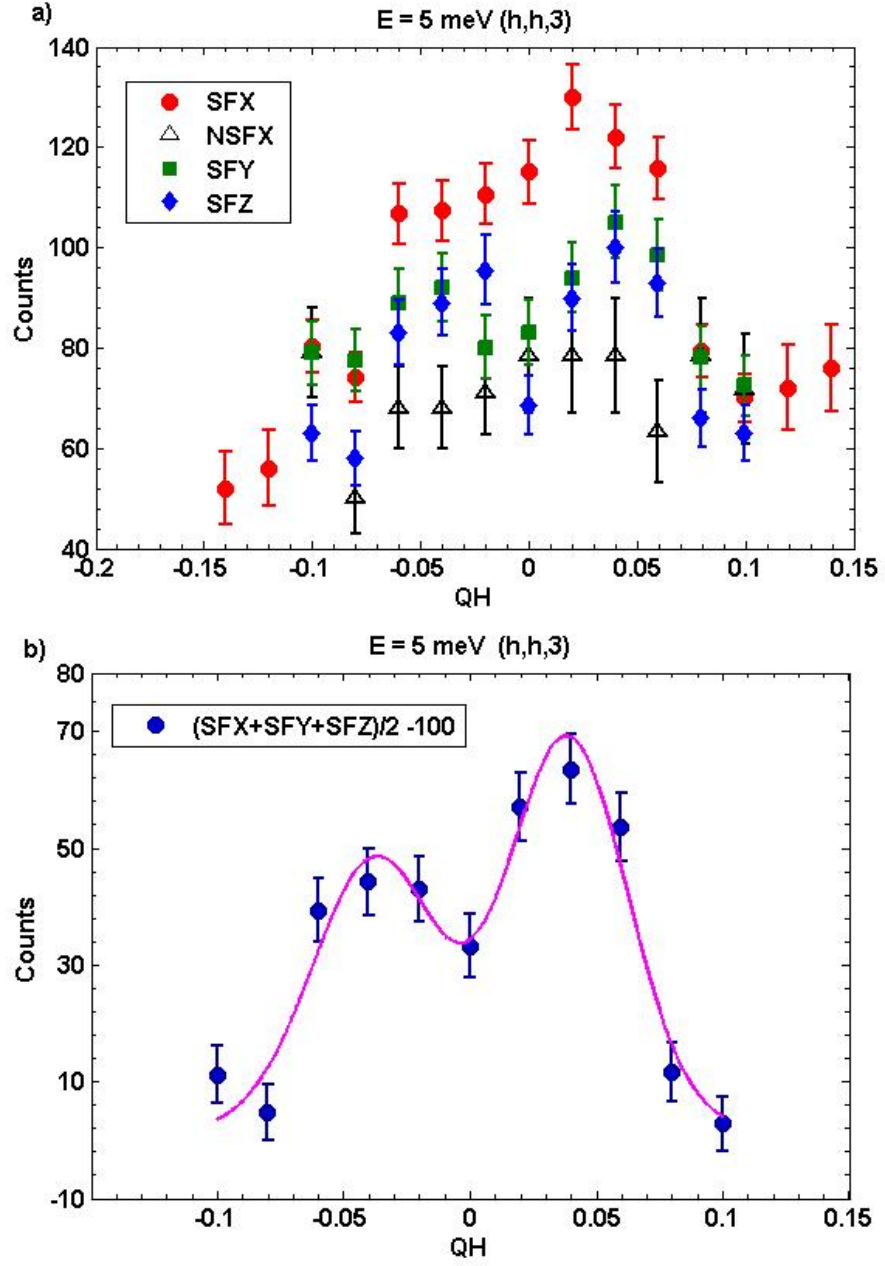 a)
E = 5 meV (h,h,3)
140
120
100
80
60
40
Counts
SFX
NSFX
SFY
SFZ
-0.2 -0.15 -0.1 -0.05 0 0.05 0.1 0.15
QH
b)
E = 5 meV (h,h,3)
80
70
50
30
10
-10
Counts
(SFX+SFY+SFZ)/2 -100
-0.1 -0.05 0 0.05 0.1 0.15
QH